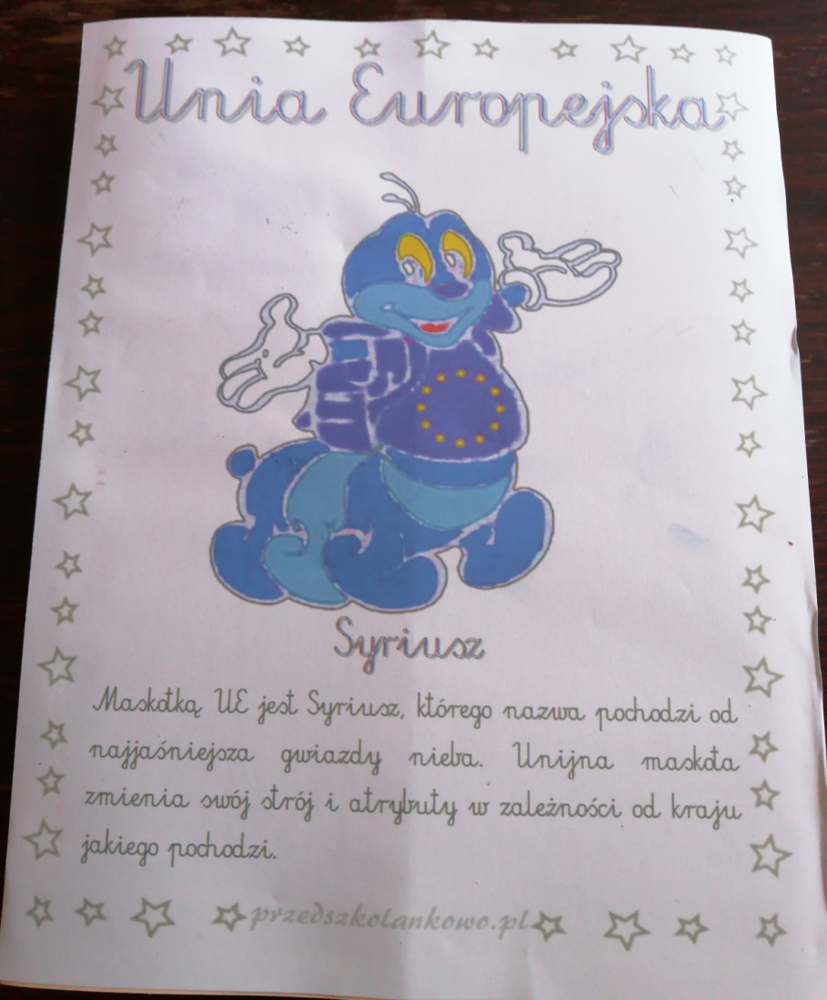 Unia Europejska
Syriusz
Maskotką UE jest Syriusz, którego nazwa pochodzi od
najjaśniejsza gwiazdy nieba. Unijna maskota
zmienia swój strój i atrybuty w zależności od kraju
jakiego pochodzi.
przedszkolankowo.pl